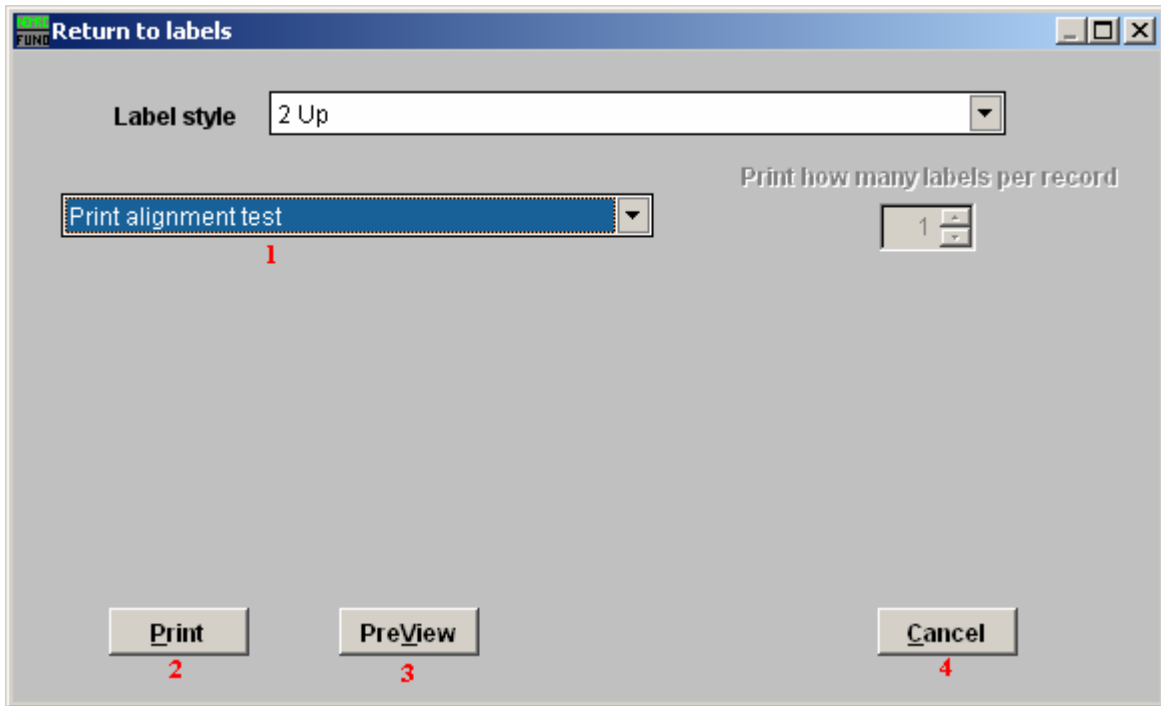 FUND Return to labels
Label style 2 Up
Print how many labels per record
Print alignment test
1
1
Print PreView Cancel
2 3 4